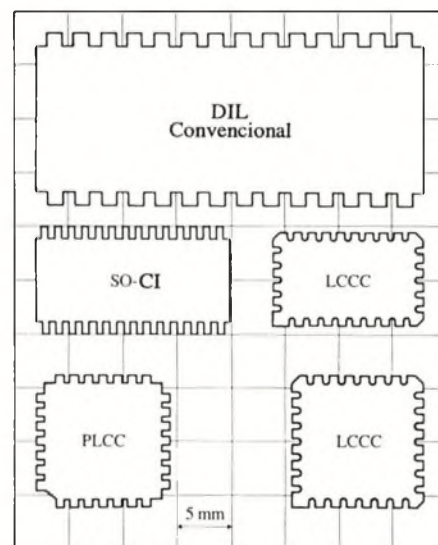 DIL
Convencional
SO-CI
LCCC
PLCC
LCCC
5 mm